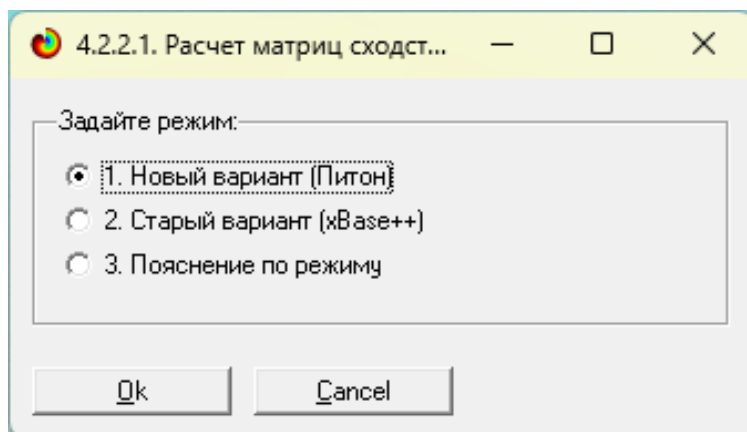 4.2.2.1. Расчет матриц сходст...
Задайте режим:
1. Новый вариант (Питон)
2. Старый вариант (xBase++)
3. Пояснение по режиму
Ok Cancel